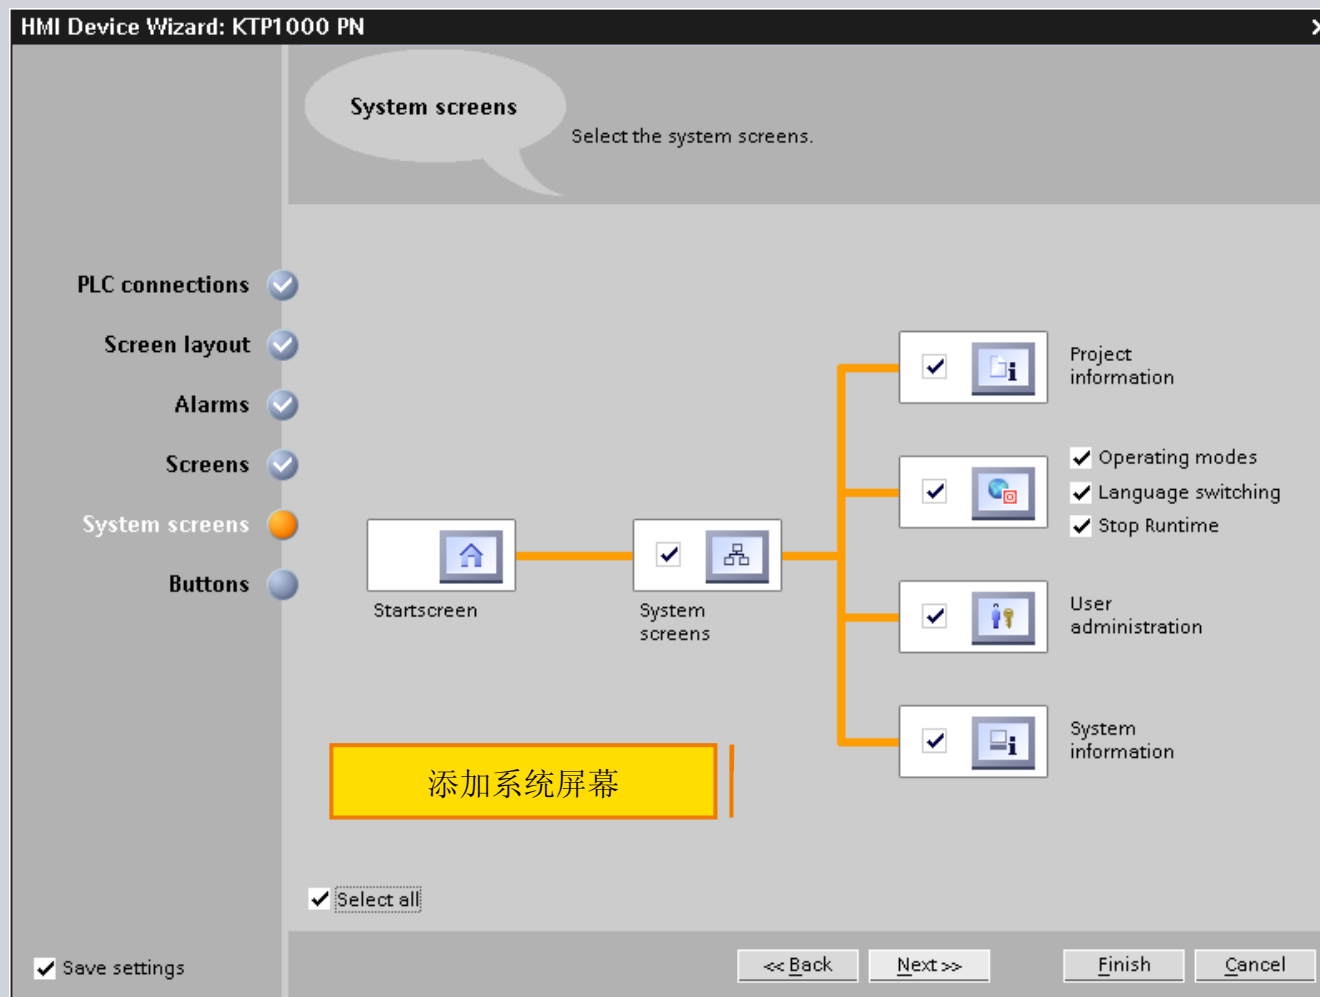 HMI Device Wizard: KTP1000 PN
System screens
Select the system screens.
PLC connections
Screen layout
Alarms
Screens
System screens
Buttons
Startscreen
System
screens
Project
information
Operating modes
Language switching
Stop Runtime
User
administration
System
information
添加系统屏幕
Select all
Save settings
<< Back
Next >>
Finish
Cancel